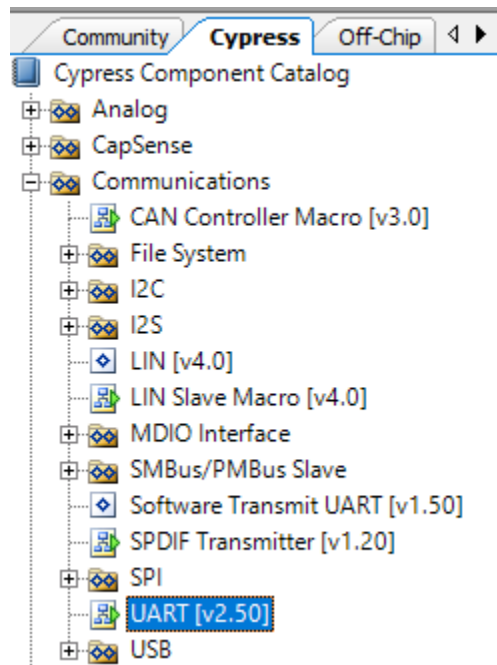 Community Cypress Off-Chip
Cypress Component Catalog
Analog
CapSense
Communications
CAN Controller Macro [v3.0]
File System
I2C
I2S
LIN [v4.0]
LIN Slave Macro [v4.0]
MDIO Interface
SMBus/PMBus Slave
Software Transmit UART [v1.50]
SPDIF Transmitter [v1.20]
SPI
UART [v2.50]
USB